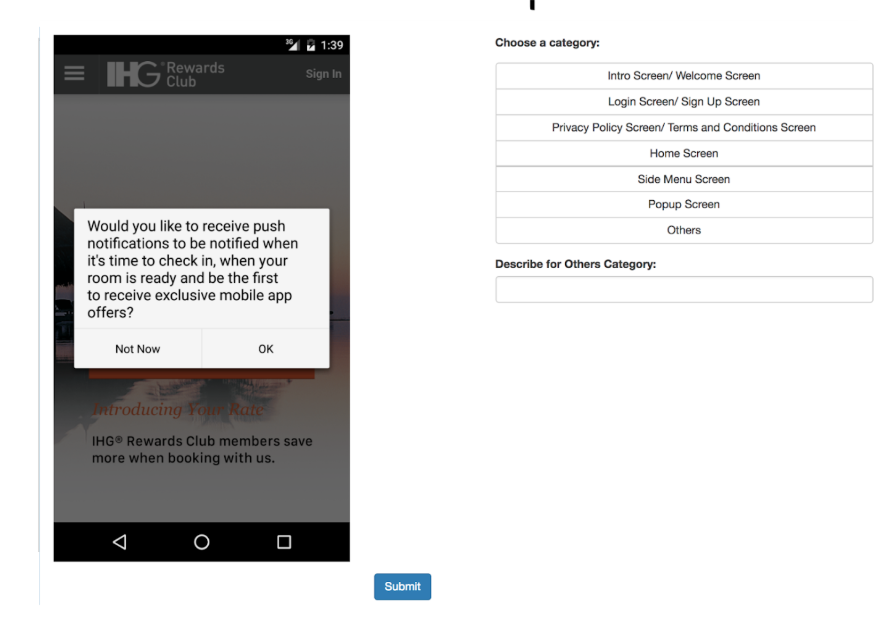 3G 1:39
IHG® Rewards Club
Sign In
Would you like to receive push
notifications to be notified when
it's time to check in, when your
room is ready and be the first
to receive exclusive mobile app
offers?
Not Now
OK
Introducing Your Rate
IHG® Rewards Club members save
more when booking with us.
Submit
Choose a category:
Intro Screen/ Welcome Screen
Login Screen/ Sign Up Screen
Privacy Policy Screen/ Terms and Conditions Screen
Home Screen
Side Menu Screen
Popup Screen
Others
Describe for Others Category: